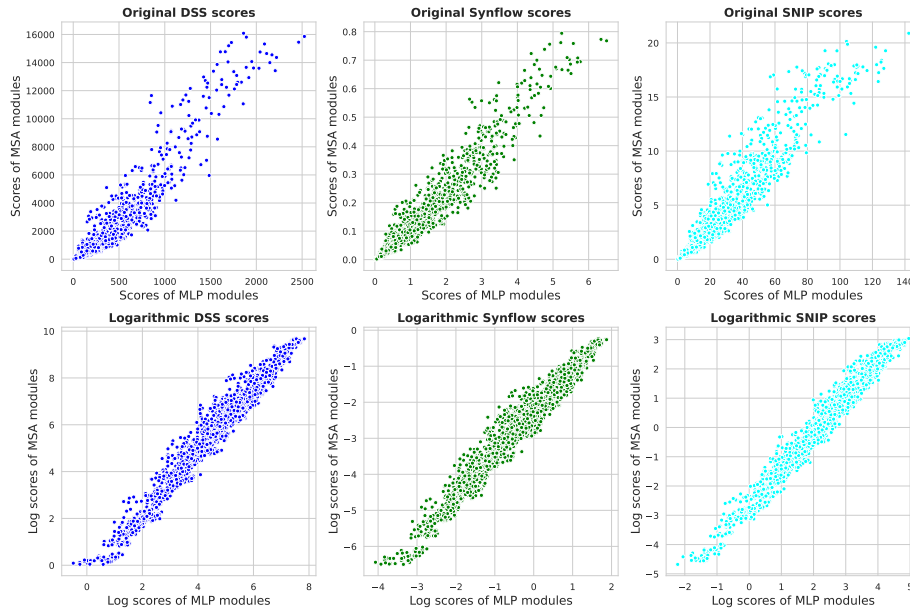 Original DSS scores
Original Synflow scores
Original SNIP scores
Scores of MSA modules
16000
14000
12000
10000
8000
6000
4000
2000
0
0 500 1000 1500 2000 2500
Scores of MLP modules
Scores of MSA modules
0.8
0.7
0.6
0.5
0.4
0.3
0.2
0.1
0.0
0 1 2 3 4 5 6
Scores of MLP modules
Scores of MSA modules
20
15
10
5
0
0 20 40 60 80 100 120 140
Scores of MLP modules
Logarithmic DSS scores
Logarithmic Synflow scores
Logarithmic SNIP scores
Log scores of MSA modules
10
8
6
4
2
0
0 2 4 6 8
Log scores of MLP modules
Log scores of MSA modules
0
−1
−2
−3
−4
−5
−6
−4 −3 −2 −1 0 1 2
Log scores of MLP modules
Log scores of MSA modules
3
2
1
0
−1
−2
−3
−4
−5
−2 −1 0 1 2 3 4 5
Log scores of MLP modules